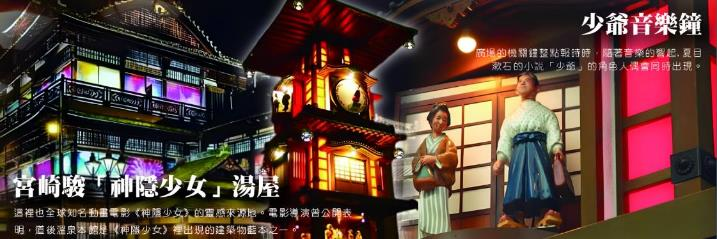 少爺音樂鐘
廣場的機關鐘整點報時時，隨著音樂的響起，夏目
漱石的小說「少爺」的角色人偶會同時出現。
宮崎駿「神隱少女」湯屋
這裡也全球知名動畫電影《神隱少女》的靈感來源地。電影導演曾公開表
明，道後溫泉本館是《神隱少女》裡出現的建築物藍本之一。